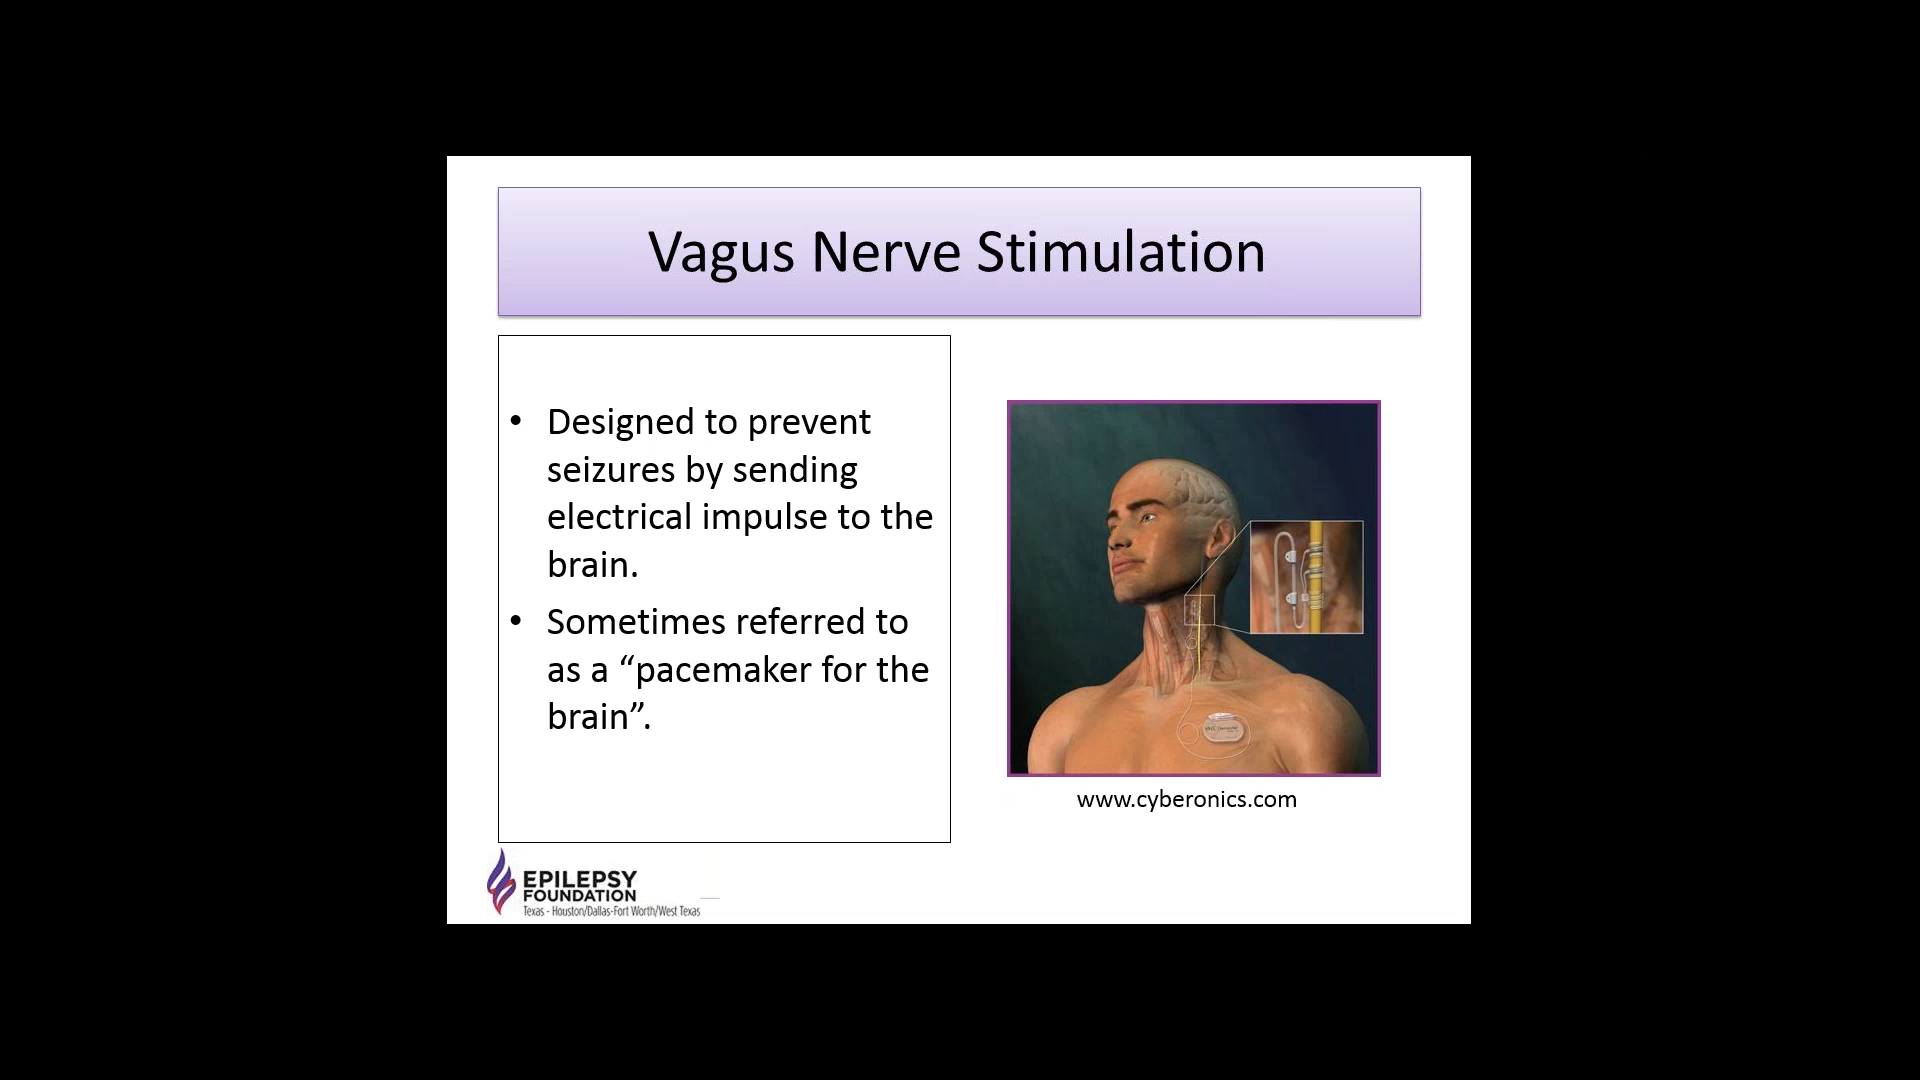 Vagus Nerve Stimulation
• Designed to prevent
seizures by sending
electrical impulse to the
brain.
• Sometimes referred to
as a “pacemaker for the
brain”.
www.cyberonics.com
EPILEPSY
FOUNDATION
Texas - Houston/Dallas-Fort Worth/West Texas